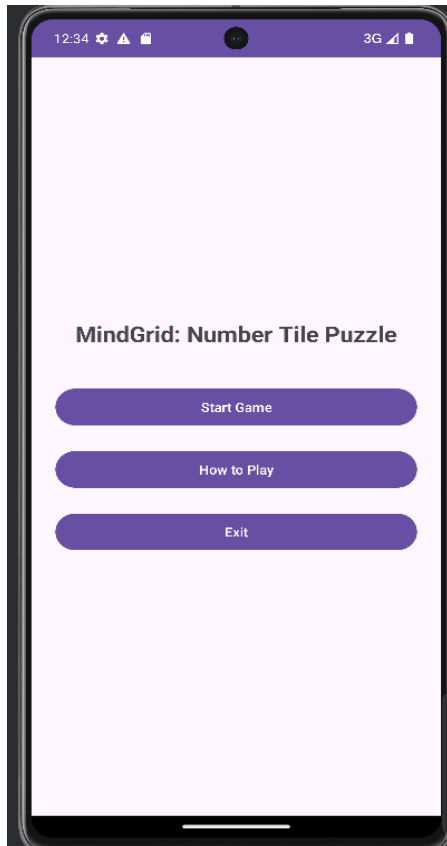 12:34 3G
MindGrid: Number Tile Puzzle
Start Game
How to Play
Exit